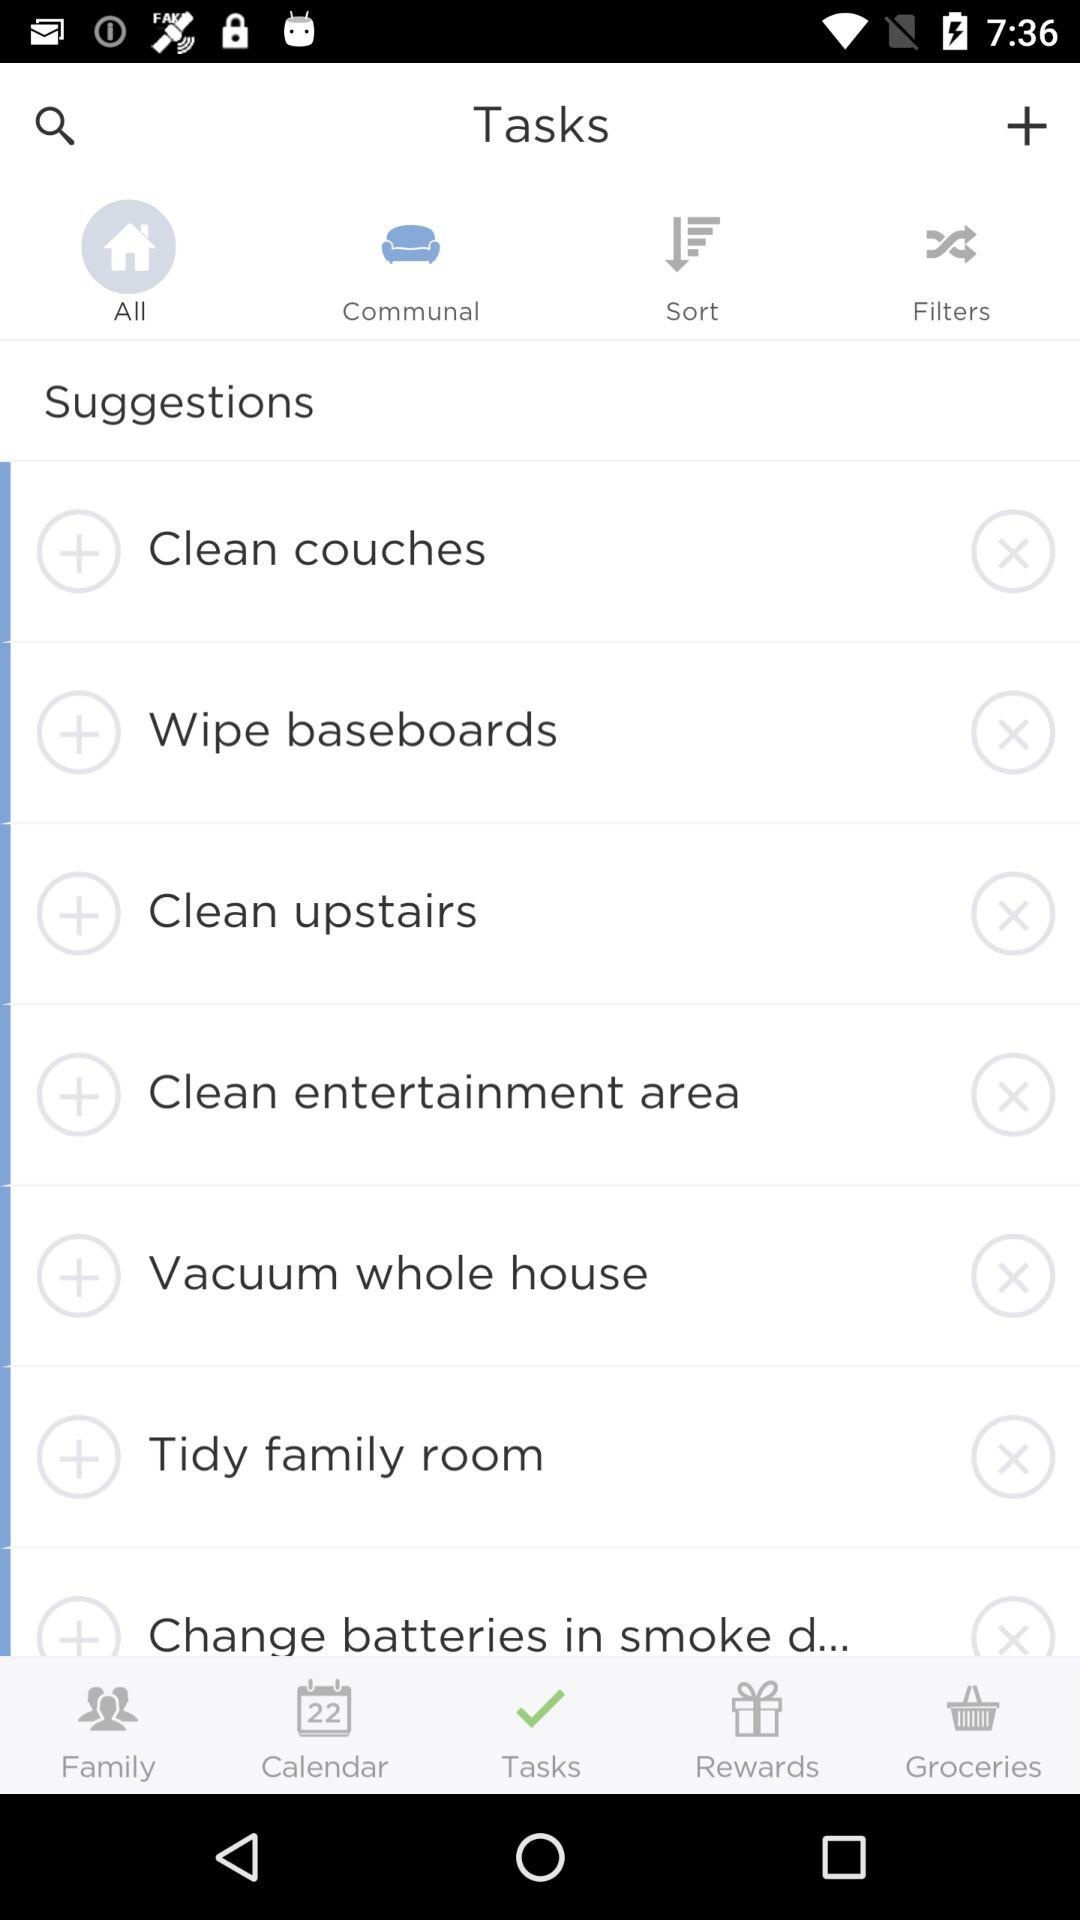 FAKE
7:36
Tasks
All
Communal
Sort
Filters
Suggestions
Clean couches
Wipe baseboards
Clean upstairs
Clean entertainment area
Vacuum whole house
Tidy family room
Change batteries in smoke d...
22
Family
Calendar
Tasks
Rewards
Groceries